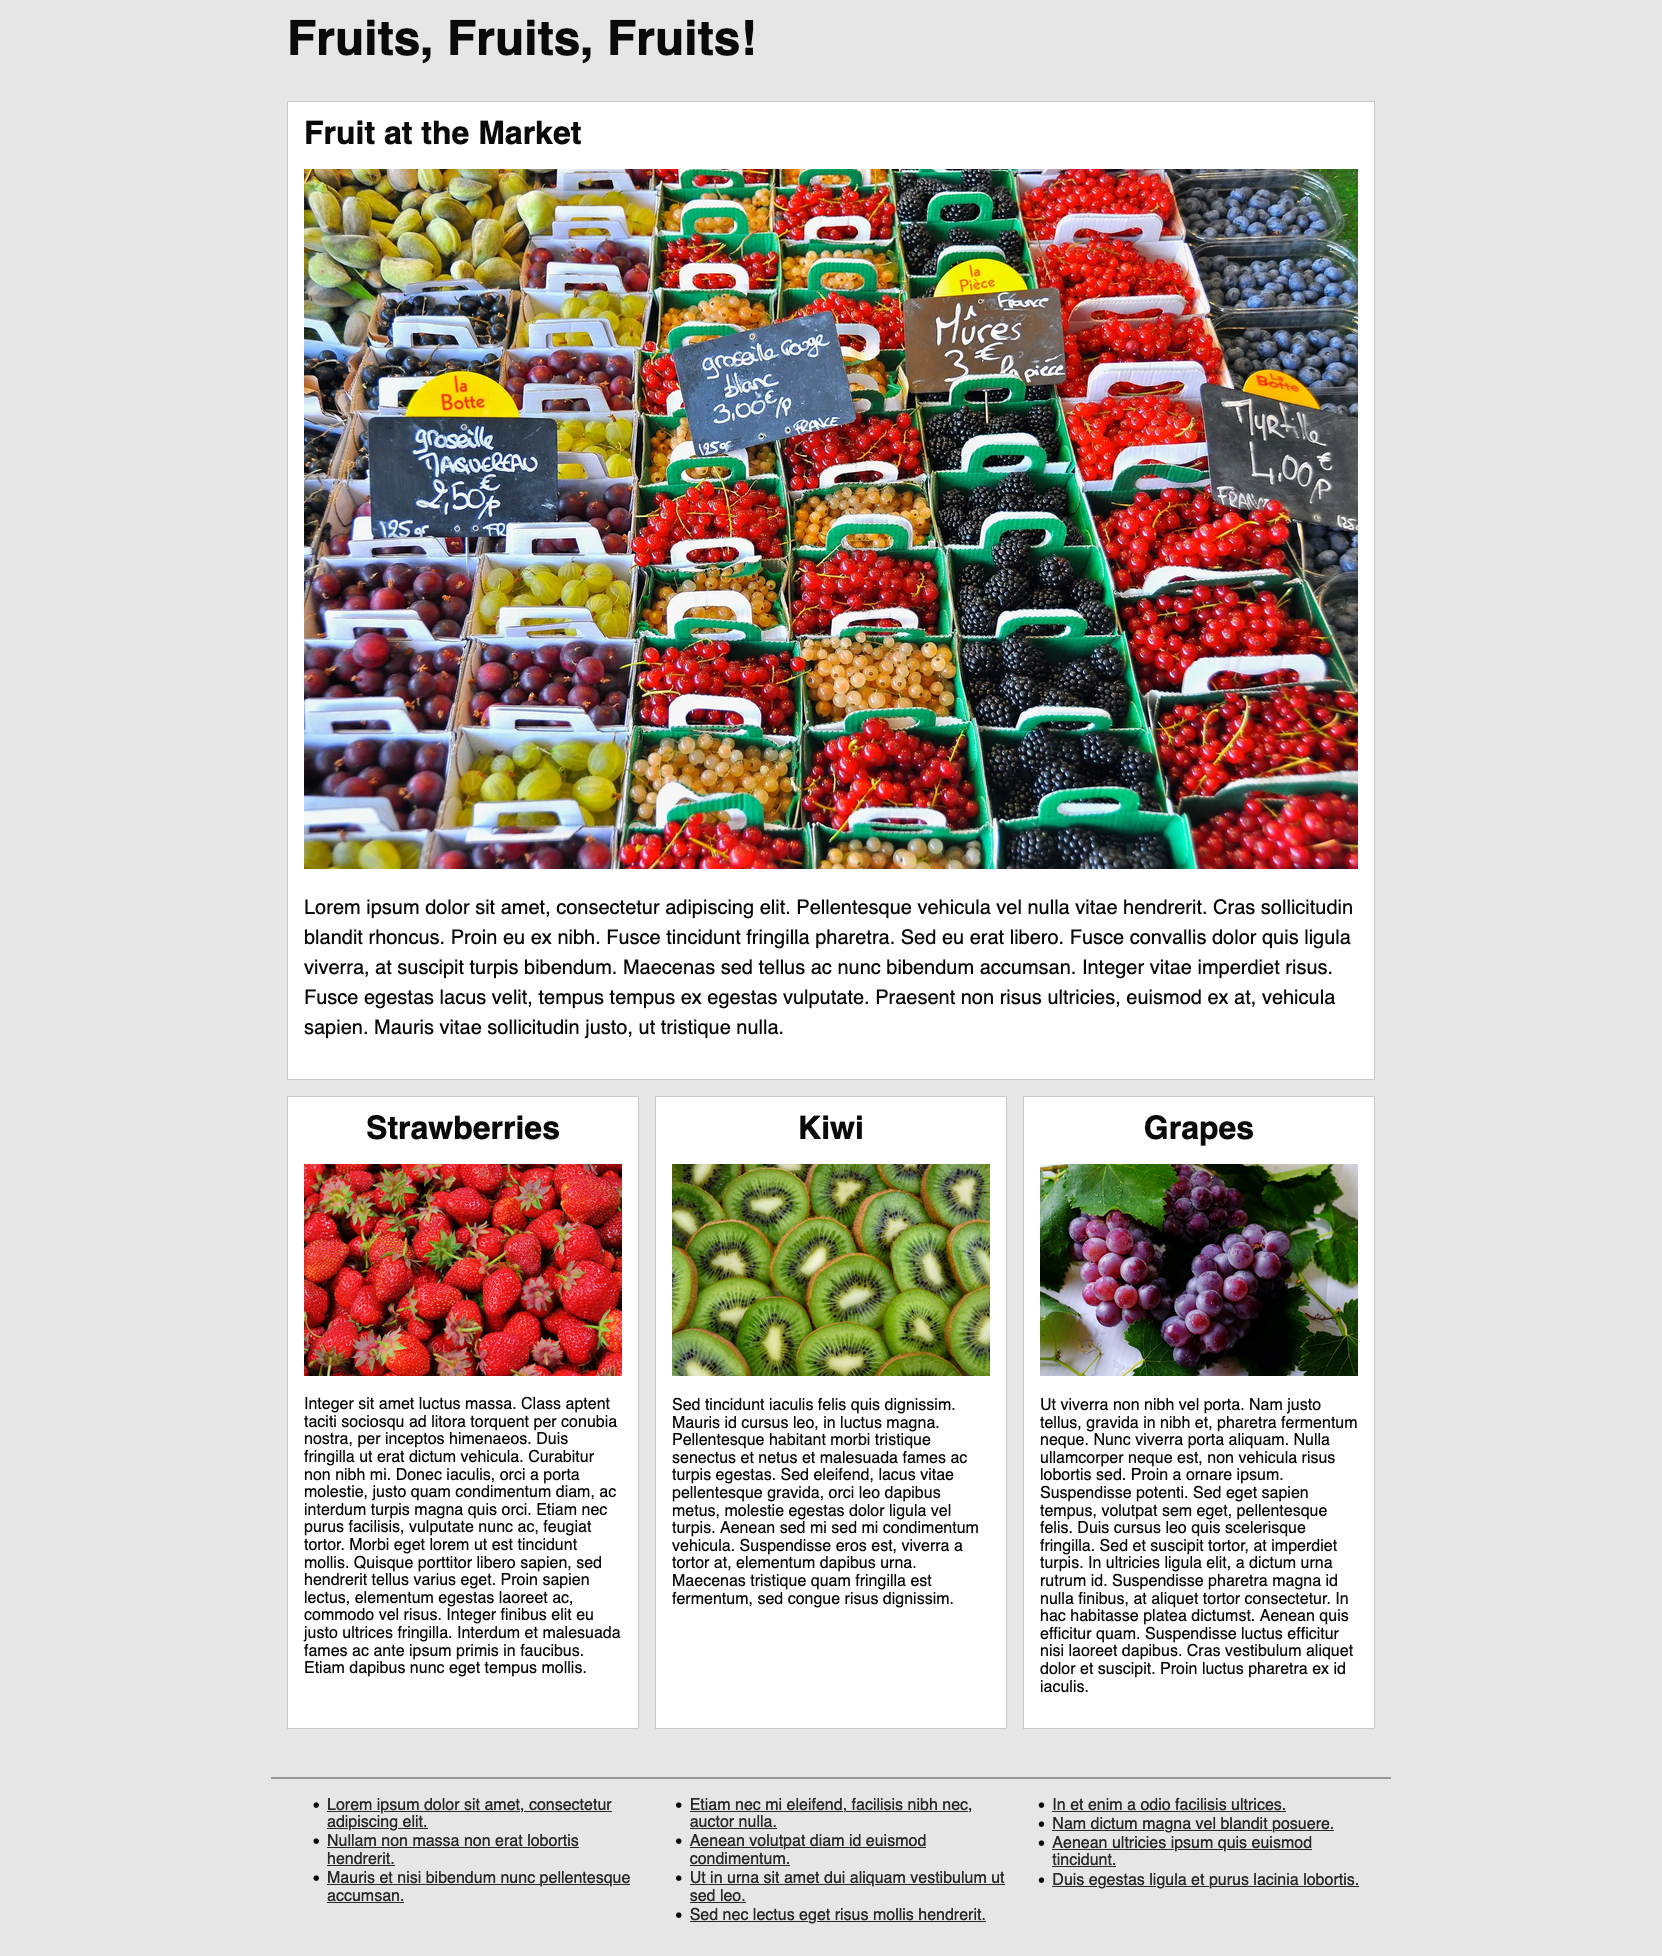 Fruits, Fruits, Fruits!
Fruit at the Market
la
Pièce
France
Mûres
3 €
la pièce
groseille rouge
blanc
3,00€/P
125gr FRANCE
la
Botte
groseille
MAQUEREAU
2,50€/P
125gr FR
La
Botte
Myrtille
4,00€/P
FRANCE
125
Lorem ipsum dolor sit amet, consectetur adipiscing elit. Pellentesque vehicula vel nulla vitae hendrerit. Cras sollicitudin
blandit rhoncus. Proin eu ex nibh. Fusce tincidunt fringilla pharetra. Sed eu erat libero. Fusce convallis dolor quis ligula
viverra, at suscipit turpis bibendum. Maecenas sed tellus ac nunc bibendum accumsan. Integer vitae imperdiet risus.
Fusce egestas lacus velit, tempus tempus ex egestas vulputate. Praesent non risus ultricies, euismod ex at, vehicula
sapien. Mauris vitae sollicitudin justo, ut tristique nulla.
Strawberries
Integer sit amet luctus massa. Class aptent
taciti sociosqu ad litora torquent per conubia
nostra, per inceptos himenaeos. Duis
fringilla ut erat dictum vehicula. Curabitur
non nibh mi. Donec iaculis, orci a porta
molestie, justo quam condimentum diam, ac
interdum turpis magna quis orci. Etiam nec
purus facilisis, vulputate nunc ac, feugiat
tortor. Morbi eget lorem ut est tincidunt
mollis. Quisque porttitor libero sapien, sed
hendrerit tellus varius eget. Proin sapien
lectus, elementum egestas laoreet ac,
commodo vel risus. Integer finibus elit eu
justo ultrices fringilla. Interdum et malesuada
fames ac ante ipsum primis in faucibus.
Etiam dapibus nunc eget tempus mollis.
Kiwi
Sed tincidunt iaculis felis quis dignissim.
Mauris id cursus leo, in luctus magna.
Pellentesque habitant morbi tristique
senectus et netus et malesuada fames ac
turpis egestas. Sed eleifend, lacus vitae
pellentesque gravida, orci leo dapibus
metus, molestie egestas dolor ligula vel
turpis. Aenean sed mi sed mi condimentum
vehicula. Suspendisse eros est, viverra a
tortor at, elementum dapibus urna.
Maecenas tristique quam fringilla est
fermentum, sed congue risus dignissim.
Grapes
Ut viverra non nibh vel porta. Nam justo
tellus, gravida in nibh et, pharetra fermentum
neque. Nunc viverra porta aliquam. Nulla
ullamcorper neque est, non vehicula risus
lobortis sed. Proin a ornare ipsum.
Suspendisse potenti. Sed eget sapien
tempus, volutpat sem eget, pellentesque
felis. Duis cursus leo quis scelerisque
fringilla. Sed et suscipit tortor, at imperdiet
turpis. In ultricies ligula elit, a dictum urna
rutrum id. Suspendisse pharetra magna id
nulla finibus, at aliquet tortor consectetur. In
hac habitasse platea dictumst. Aenean quis
efficitur quam. Suspendisse luctus efficitur
nisi laoreet dapibus. Cras vestibulum aliquet
dolor et suscipit. Proin luctus pharetra ex id
iaculis.
Lorem ipsum dolor sit amet, consectetur
adipiscing elit.
Nullam non massa non erat lobortis
hendrerit.
Mauris et nisi bibendum nunc pellentesque
accumsan.
Etiam nec mi eleifend, facilisis nibh nec,
auctor nulla.
Aenean volutpat diam id euismod
condimentum.
Ut in urna sit amet dui aliquam vestibulum ut
sed leo.
Sed nec lectus eget risus mollis hendrerit.
In et enim a odio facilisis ultrices.
Nam dictum magna vel blandit posuere.
Aenean ultricies ipsum quis euismod
tincidunt.
Duis egestas ligula et purus lacinia lobortis.